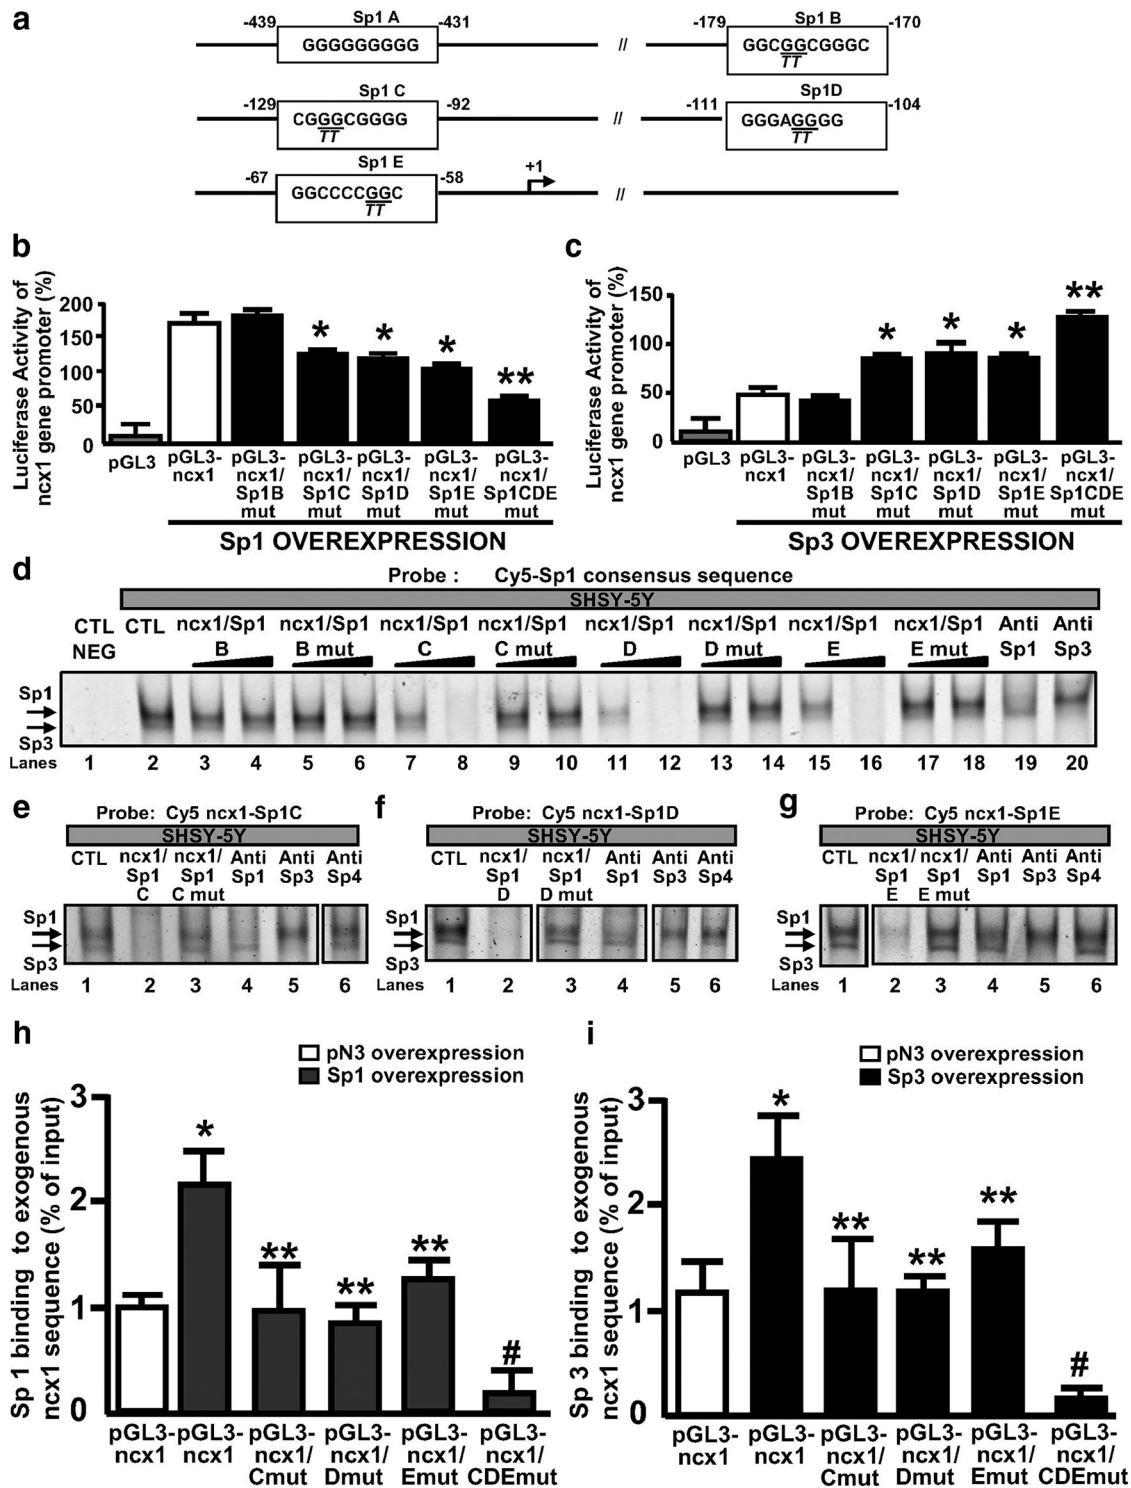 a
-439 Sp1 A -431 -179 Sp1 B -170
GGGGGGGGG // GGCGGCGGGC
TT
-129 Sp1 C -92 -111 Sp1D -104
CGGGCGGGG // GGGAGGGG
TT TT
-67 Sp1 E -58 +1
GGCCCCGGC //
TT
b
Luciferase Activity of
ncx1 gene promoter (%)
200
150
100
50
0
* * * **
pGL3 pGL3- pGL3- pGL3- pGL3- pGL3- pGL3-
ncx1 ncx1/ ncx1/ ncx1/ ncx1/ ncx1/
Sp1B Sp1C Sp1D Sp1E Sp1CDE
mut mut mut mut mut
Sp1 OVEREXPRESSION
c
Luciferase Activity of
ncx1 gene promoter (%)
150
100
50
0
* * * **
pGL3 pGL3- pGL3- pGL3- pGL3- pGL3- pGL3-
ncx1 ncx1/ ncx1/ ncx1/ ncx1/ ncx1/
Sp1B Sp1C Sp1D Sp1E Sp1CDE
mut mut mut mut mut
Sp3 OVEREXPRESSION
d
Probe : Cy5-Sp1 consensus sequence
SHSY-5Y
CTL CTL ncx1/Sp1 ncx1/Sp1 ncx1/Sp1 ncx1/Sp1 ncx1/Sp1 ncx1/Sp1 ncx1/Sp1 ncx1/Sp1 Anti Anti
NEG B B mut C C mut D D mut E E mut Sp1 Sp3
Sp1
Sp3
Lanes 1 2 3 4 5 6 7 8 9 10 11 12 13 14 15 16 17 18 19 20
e
Probe: Cy5 ncx1-Sp1C
SHSY-5Y
CTL ncx1/ ncx1/ Anti Anti Anti
Sp1 Sp1 Sp1 Sp3 Sp4
C C mut
Sp1
Sp3
Lanes 1 2 3 4 5 6
f
Probe: Cy5 ncx1-Sp1D
SHSY-5Y
CTL ncx1/ ncx1/ Anti Anti Anti
Sp1 Sp1 Sp1 Sp3 Sp4
D D mut
Sp1
Sp3
Lanes 1 2 3 4 5 6
g
Probe: Cy5 ncx1-Sp1E
SHSY-5Y
CTL ncx1/ ncx1/ Anti Anti Anti
Sp1 Sp1 Sp1 Sp3 Sp4
E E mut
Sp1
Sp3
Lanes 1 2 3 4 5 6
h
pN3 overexpression
Sp1 overexpression
Sp 1 binding to exogenous
ncx1 sequence (% of input)
3
2
1
0
* ** ** ** #
pGL3- pGL3- pGL3- pGL3- pGL3- pGL3-
ncx1 ncx1 ncx1/ ncx1/ ncx1/ ncx1/
Cmut Dmut Emut CDEmut
i
pN3 overexpression
Sp3 overexpression
Sp 3 binding to exogenous
ncx1 sequence (% of input)
3
2
1
0
* ** ** ** #
pGL3- pGL3- pGL3- pGL3- pGL3- pGL3-
ncx1 ncx1 ncx1/ ncx1/ ncx1/ ncx1/
Cmut Dmut Emut CDEmut